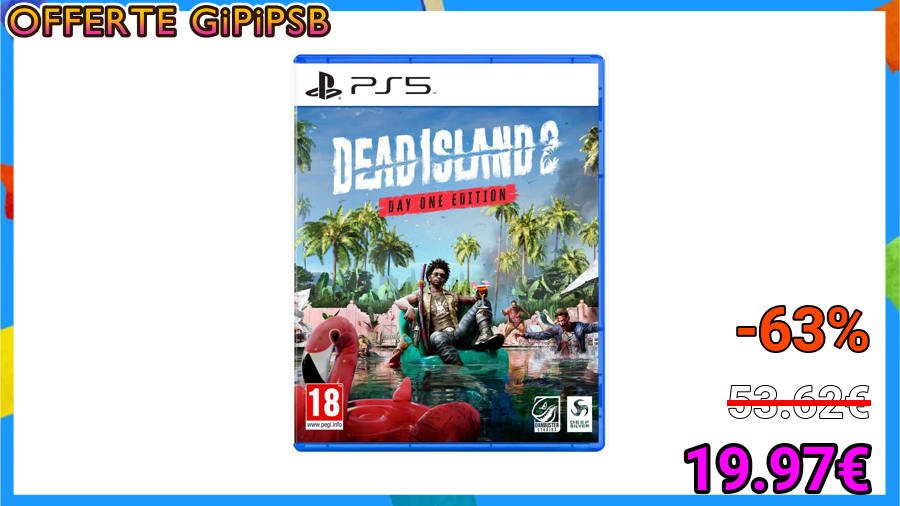 OFFERTE GiPiPSB
PS5
DEAD ISLAND 2
DAY ONE EDITION
18
www.pegi.info
DAMBUSTER
STUDIOS
DEEP
SILVER
-63%
53.62€
19.97€